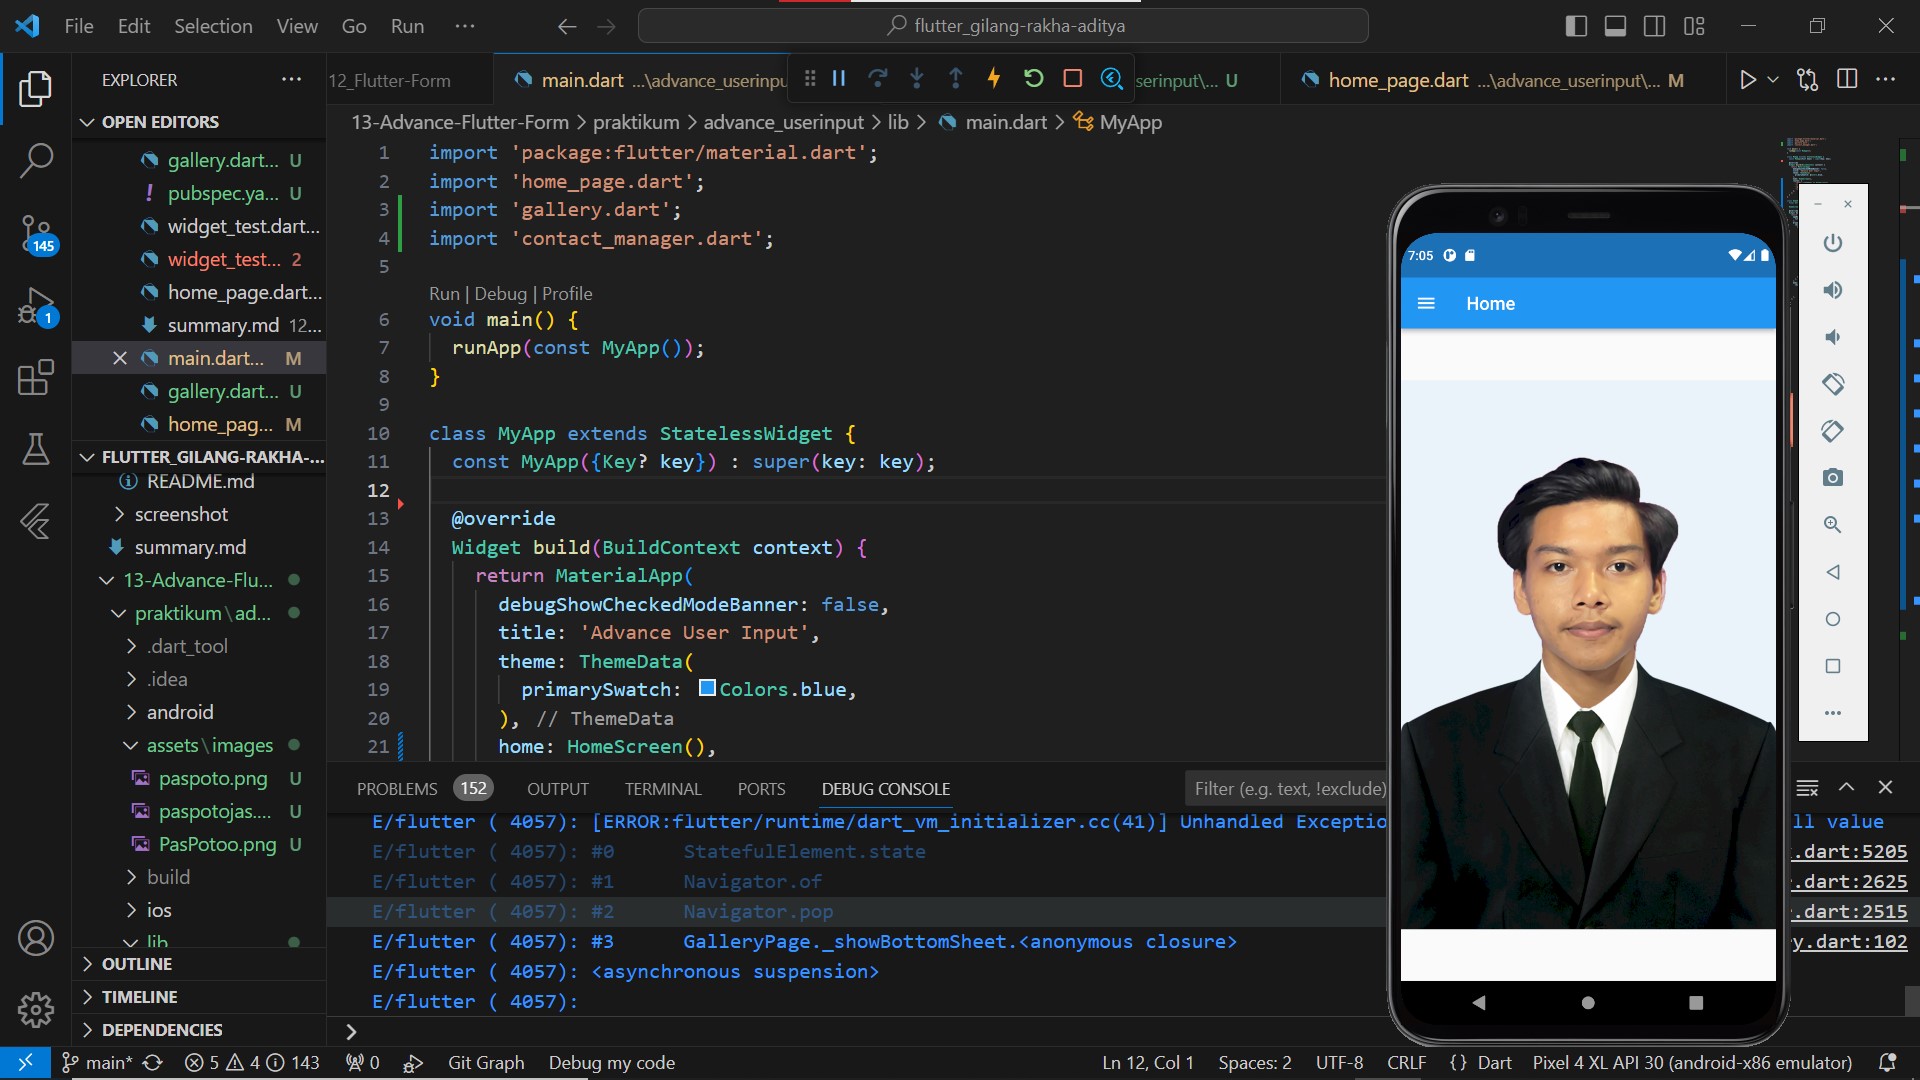 File Edit Selection View Go Run ··· flutter_gilang-rakha-aditya
EXPLORER ···
12_Flutter-Form
main.dart ...\advance_userinpu
serinput\... U
home_page.dart ...\advance_userinput\... M
OPEN EDITORS
gallery.dart... U
pubspec.ya... U
widget_test.dart...
widget_test... 2
home_page.dart...
summary.md 12...
main.dart... M
gallery.dart... U
home_pag... M
FLUTTER_GILANG-RAKHA-...
README.md
screenshot
summary.md
13-Advance-Flu...
praktikum\ad...
.dart_tool
.idea
android
assets\images
paspoto.png U
paspotojas.... U
PasPotoo.png U
build
ios
lib
OUTLINE
TIMELINE
DEPENDENCIES
145
1
13-Advance-Flutter-Form > praktikum > advance_userinput > lib > main.dart > MyApp
1 import 'package:flutter/material.dart';
2 import 'home_page.dart';
3 import 'gallery.dart';
4 import 'contact_manager.dart';
5
Run | Debug | Profile
6 void main() {
7 runApp(const MyApp());
8 }
9
10 class MyApp extends StatelessWidget {
11 const MyApp({Key? key}) : super(key: key);
12
13 @override
14 Widget build(BuildContext context) {
15 return MaterialApp(
16 debugShowCheckedModeBanner: false,
17 title: 'Advance User Input',
18 theme: ThemeData(
19 primarySwatch: Colors.blue,
20 ), // ThemeData
21 home: HomeScreen(),
7:05
Home
PROBLEMS 152 OUTPUT TERMINAL PORTS DEBUG CONSOLE Filter (e.g. text, !exclude)
E/flutter ( 4057): [ERROR:flutter/runtime/dart_vm_initializer.cc(41)] Unhandled Exceptio ll value
E/flutter ( 4057): #0 StatefulElement.state .dart:5205
E/flutter ( 4057): #1 Navigator.of .dart:2625
E/flutter ( 4057): #2 Navigator.pop .dart:2515
E/flutter ( 4057): #3 GalleryPage._showBottomSheet.<anonymous closure> y.dart:102
E/flutter ( 4057): <asynchronous suspension>
E/flutter ( 4057):
main* 5 4 143 0 Git Graph Debug my code Ln 12, Col 1 Spaces: 2 UTF-8 CRLF {} Dart Pixel 4 XL API 30 (android-x86 emulator)